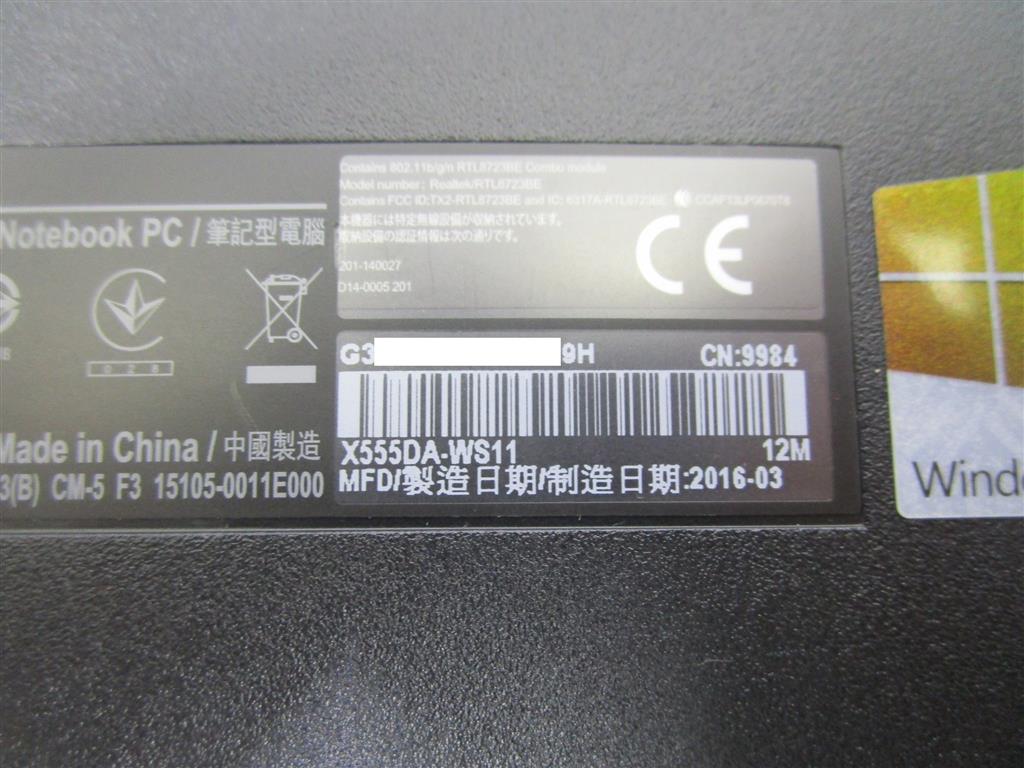 Notebook PC / 筆記型電腦
028
Made in China / 中國製造
3(B) CM-5 F3 15105-0011E000
Contains 802.11b/g/n RTL8723BE Combo module
Model number: Realtek/RTL8723BE
Contains FCC ID:TX2-RTL8723BE and IC: 6317A-RTL8723BE
本機器には特定無線設備が収納されています。
収納設備の認証情報は次の通りです。
201-140027
D14-0005 201
CE
G3 9H CN:9984
X555DA-WS11 12M
MFD/製造日期/制造日期:2016-03
Windo